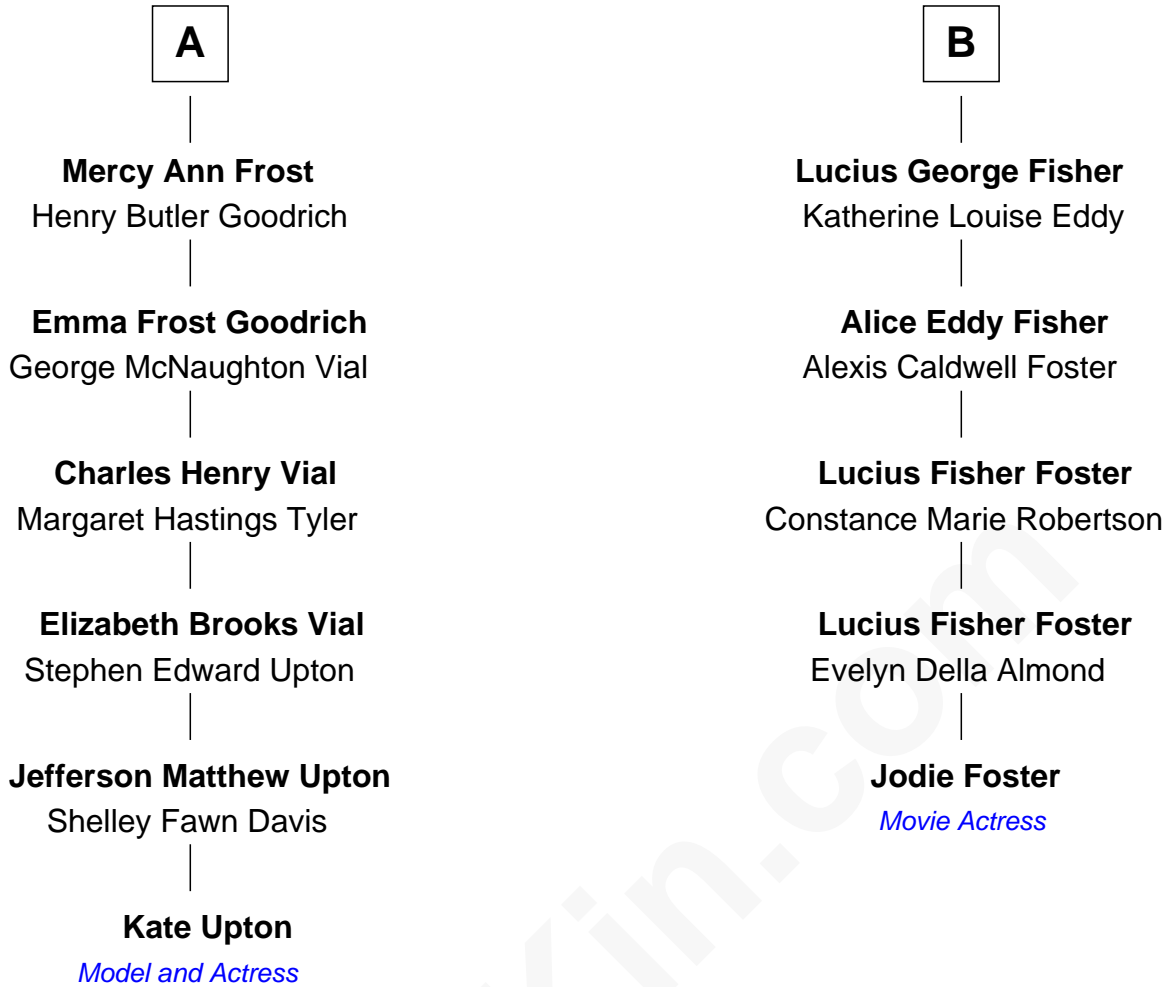 A
Mercy Ann Frost
Henry Butler Goodrich
Emma Frost Goodrich
George McNaughton Vial
Charles Henry Vial
Margaret Hastings Tyler
Elizabeth Brooks Vial
Stephen Edward Upton
Jefferson Matthew Upton
Shelley Fawn Davis
Kate Upton
Model and Actress
B
Lucius George Fisher
Katherine Louise Eddy
Alice Eddy Fisher
Alexis Caldwell Foster
Lucius Fisher Foster
Constance Marie Robertson
Lucius Fisher Foster
Evelyn Della Almond
Jodie Foster
Movie Actress
Kin.com